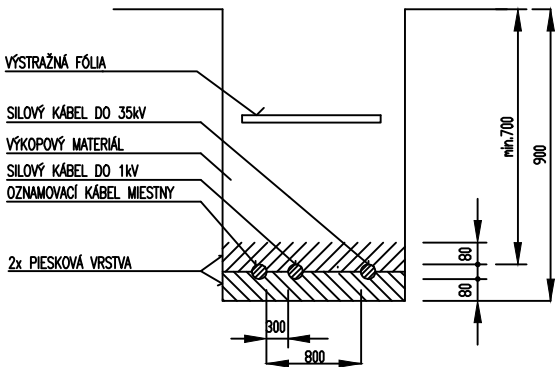 VÝSTRAŽNÁ FÓLIA
SILOVÝ KÁBEL DO 35kV
VÝKOPOVÝ MATERIÁL
SILOVÝ KÁBEL DO 1kV
OZNAMOVACÍ KÁBEL MIESTNY
2x PIESKOVÁ VRSTVA
min.700
900
80
80
300
800